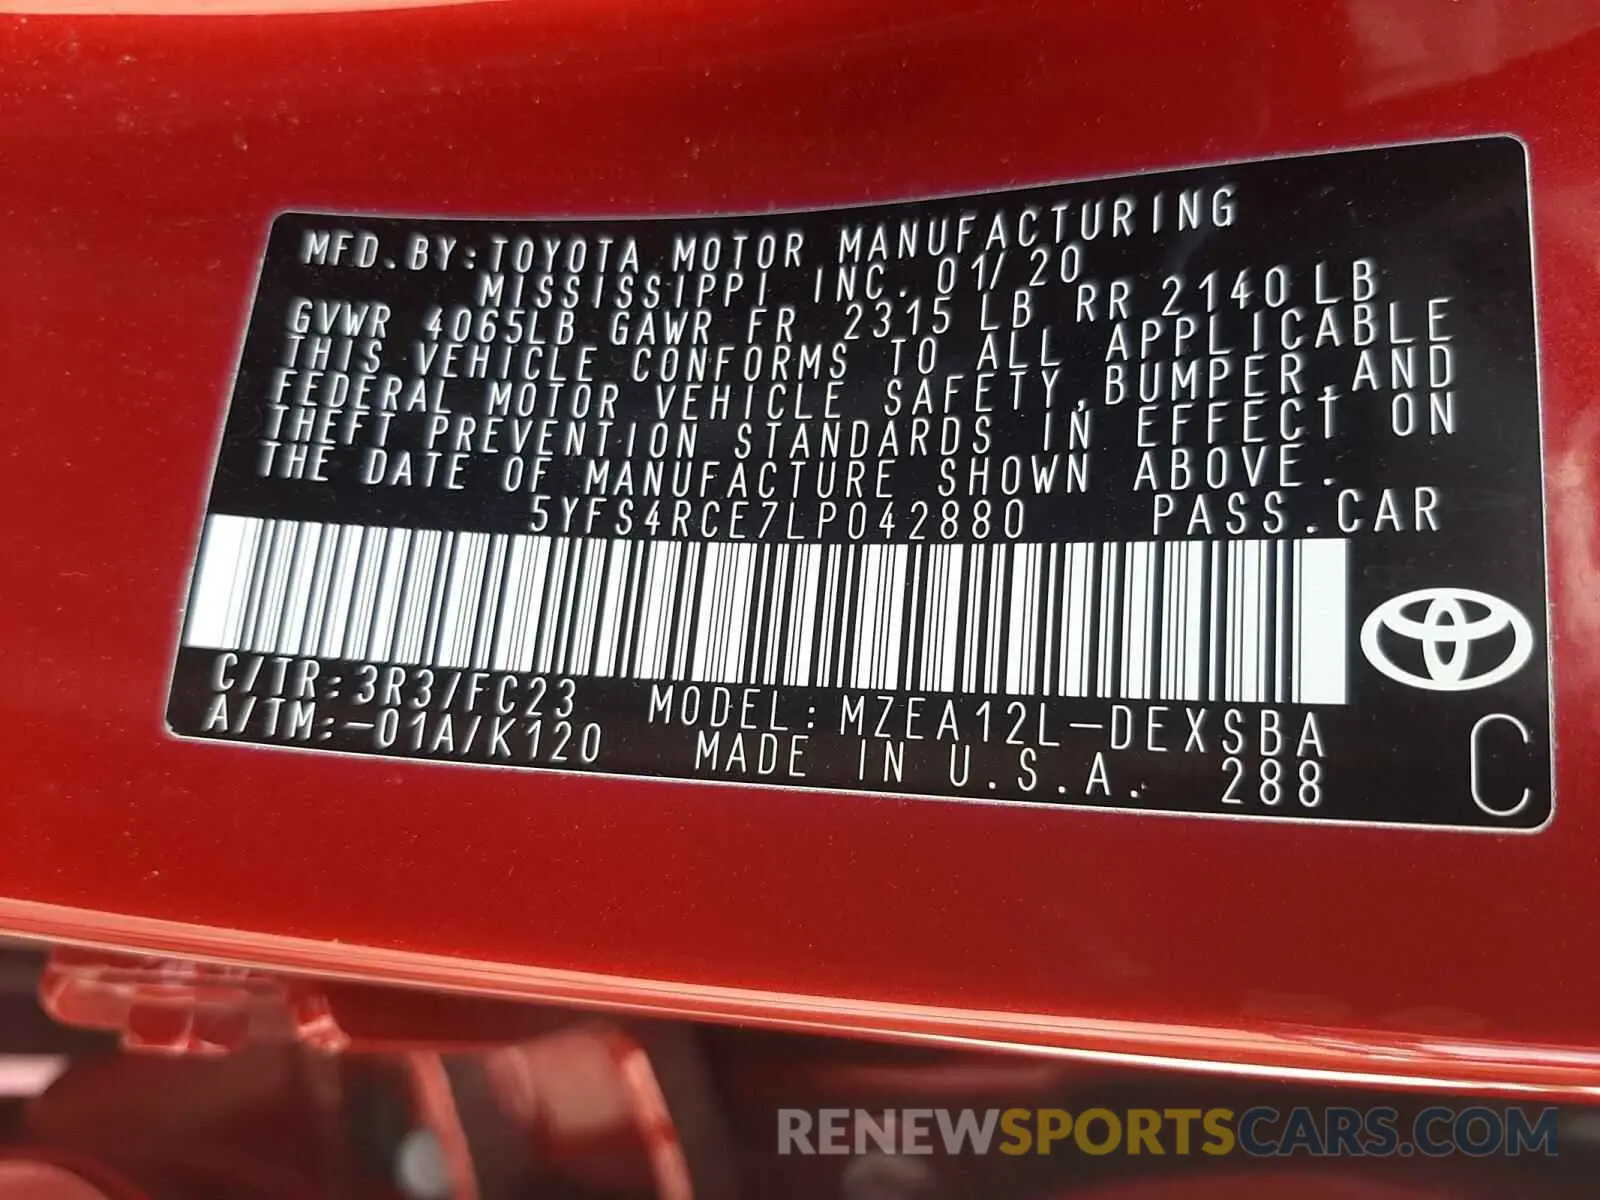 MFD. BY: TOYOTA MOTOR MANUFACTURING
MISSISSIPPI INC. 01/20
GVWR 4065LB GAWR FR 2315 LB RR 2140 LB
THIS VEHICLE CONFORMS TO ALL APPLICABLE
FEDERAL MOTOR VEHICLE SAFETY, BUMPER, AND
THEFT PREVENTION STANDARDS IN EFFECT ON
THE DATE OF MANUFACTURE SHOWN ABOVE.
5YFS4RCE7LP042880 PASS. CAR
C/TR: 3R3/FC23 MODEL: MZEA12L-DEXSBA
A/TM: -01A/K120 MADE IN U.S.A. 288
C
RENEWSPORTSCARS.COM